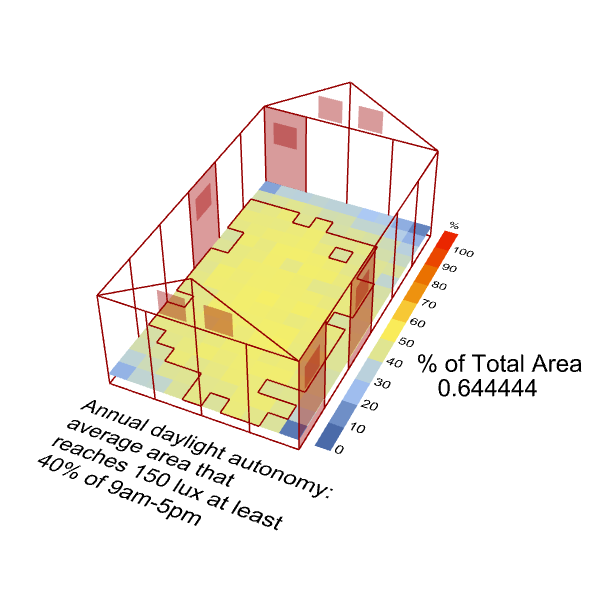 %
100
90
80
70
60
50
40
30
20
10
0
% of Total Area
0.644444
Annual daylight autonomy:
average area that
reaches 150 lux at least
40% of 9am-5pm